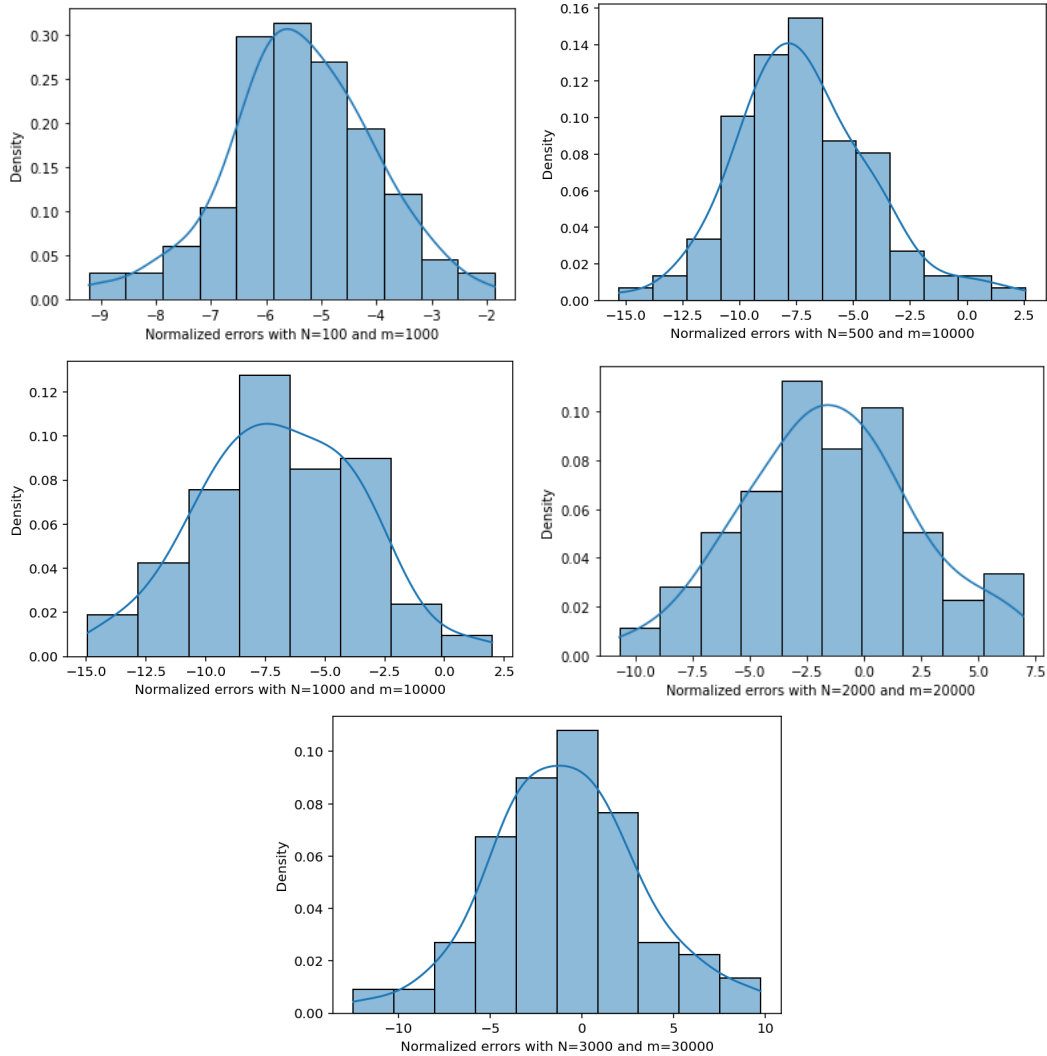 0.30
0.25
0.20
0.15
0.10
0.05
0.00
Density
−9 −8 −7 −6 −5 −4 −3 −2
Normalized errors with N=100 and m=1000
0.16
0.14
0.12
0.10
0.08
0.06
0.04
0.02
0.00
Density
−15.0 −12.5 −10.0 −7.5 −5.0 −2.5 0.0 2.5
Normalized errors with N=500 and m=10000
0.12
0.10
0.08
0.06
0.04
0.02
0.00
Density
−15.0 −12.5 −10.0 −7.5 −5.0 −2.5 0.0 2.5
Normalized errors with N=1000 and m=10000
0.10
0.08
0.06
0.04
0.02
0.00
Density
−10.0 −7.5 −5.0 −2.5 0.0 2.5 5.0 7.5
Normalized errors with N=2000 and m=20000
0.10
0.08
0.06
0.04
0.02
0.00
Density
−10 −5 0 5 10
Normalized errors with N=3000 and m=30000